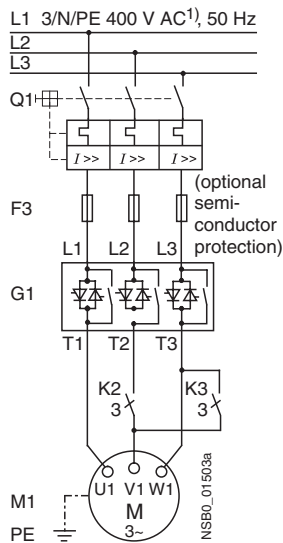 L1 3/N/PE 400 V AC1), 50 Hz
L2
L3
Q1
I >> I >> I >>
(optional
semi-
conductor
protection)
F3
L1 L2 L3
G1
T1 T2 T3
K2 K3
3 3
U1 V1 W1
M
3~
M1
PE
NSB0_01503a